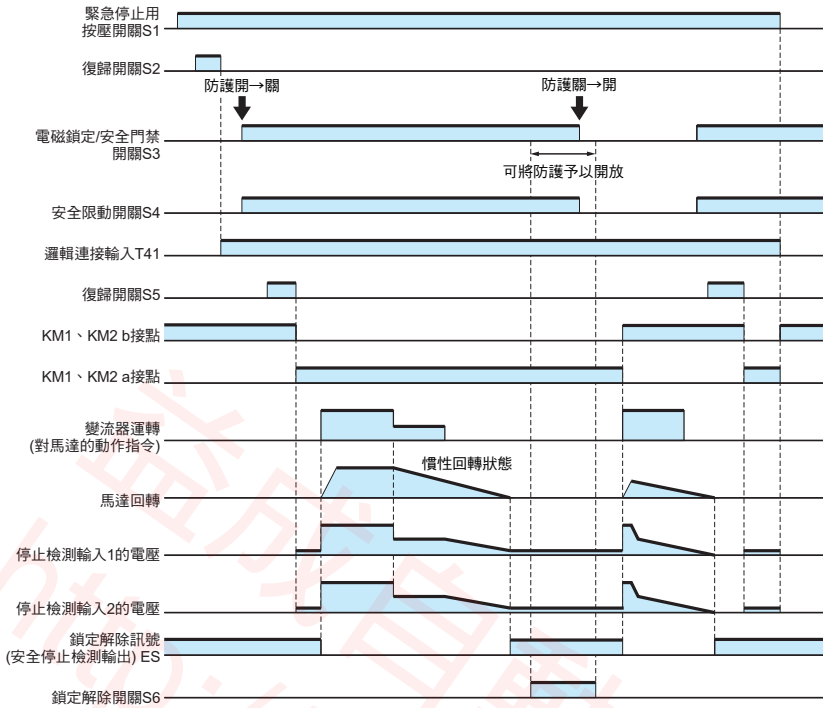 緊急停止用
按壓開關S1
復歸開關S2
防護開→關
防護關→開
電磁鎖定/安全門禁
開關S3
可將防護予以開放
安全限動開關S4
邏輯連接輸入T41
復歸開關S5
KM1、KM2 b接點
KM1、KM2 a接點
變流器運轉
(對馬達的動作指令)
慣性回轉狀態
馬達回轉
停止檢測輸入1的電壓
停止檢測輸入2的電壓
鎖定解除訊號
(安全停止檢測輸出) ES
鎖定解除開關S6
益成自動
http:/